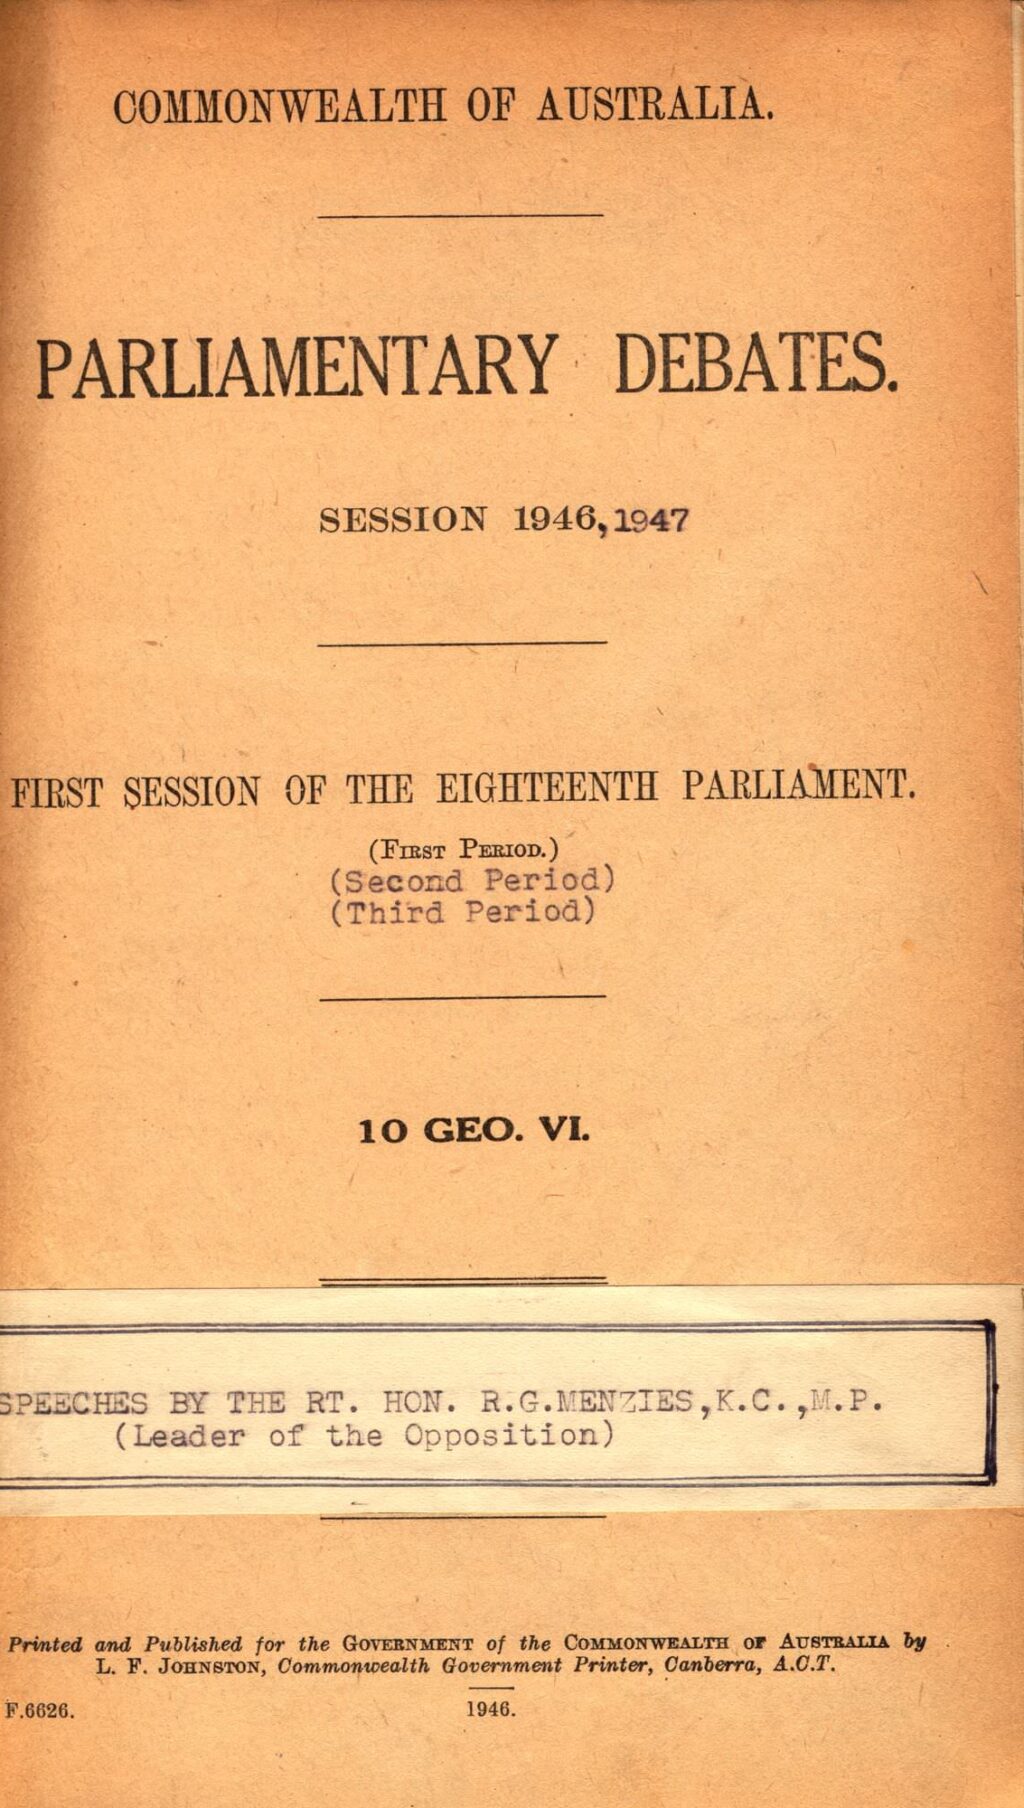 COMMONWEALTH OF AUSTRALIA.
PARLIAMENTARY DEBATES.
SESSION 1946, 1947
FIRST SESSION OF THE EIGHTEENTH PARLIAMENT.
(FIRST PERIOD.)
(Second Period)
(Third Period)
10 GEO. VI.
SPEECHES BY THE RT. HON. R.G.MENZIES,K.C.,M.P.
(Leader of the Opposition)
Printed and Published for the GOVERNMENT of the COMMONWEALTH OF AUSTRALIA by
L. F. JOHNSTON, Commonwealth Government Printer, Canberra, A.C.T.
F.6626.
1946.